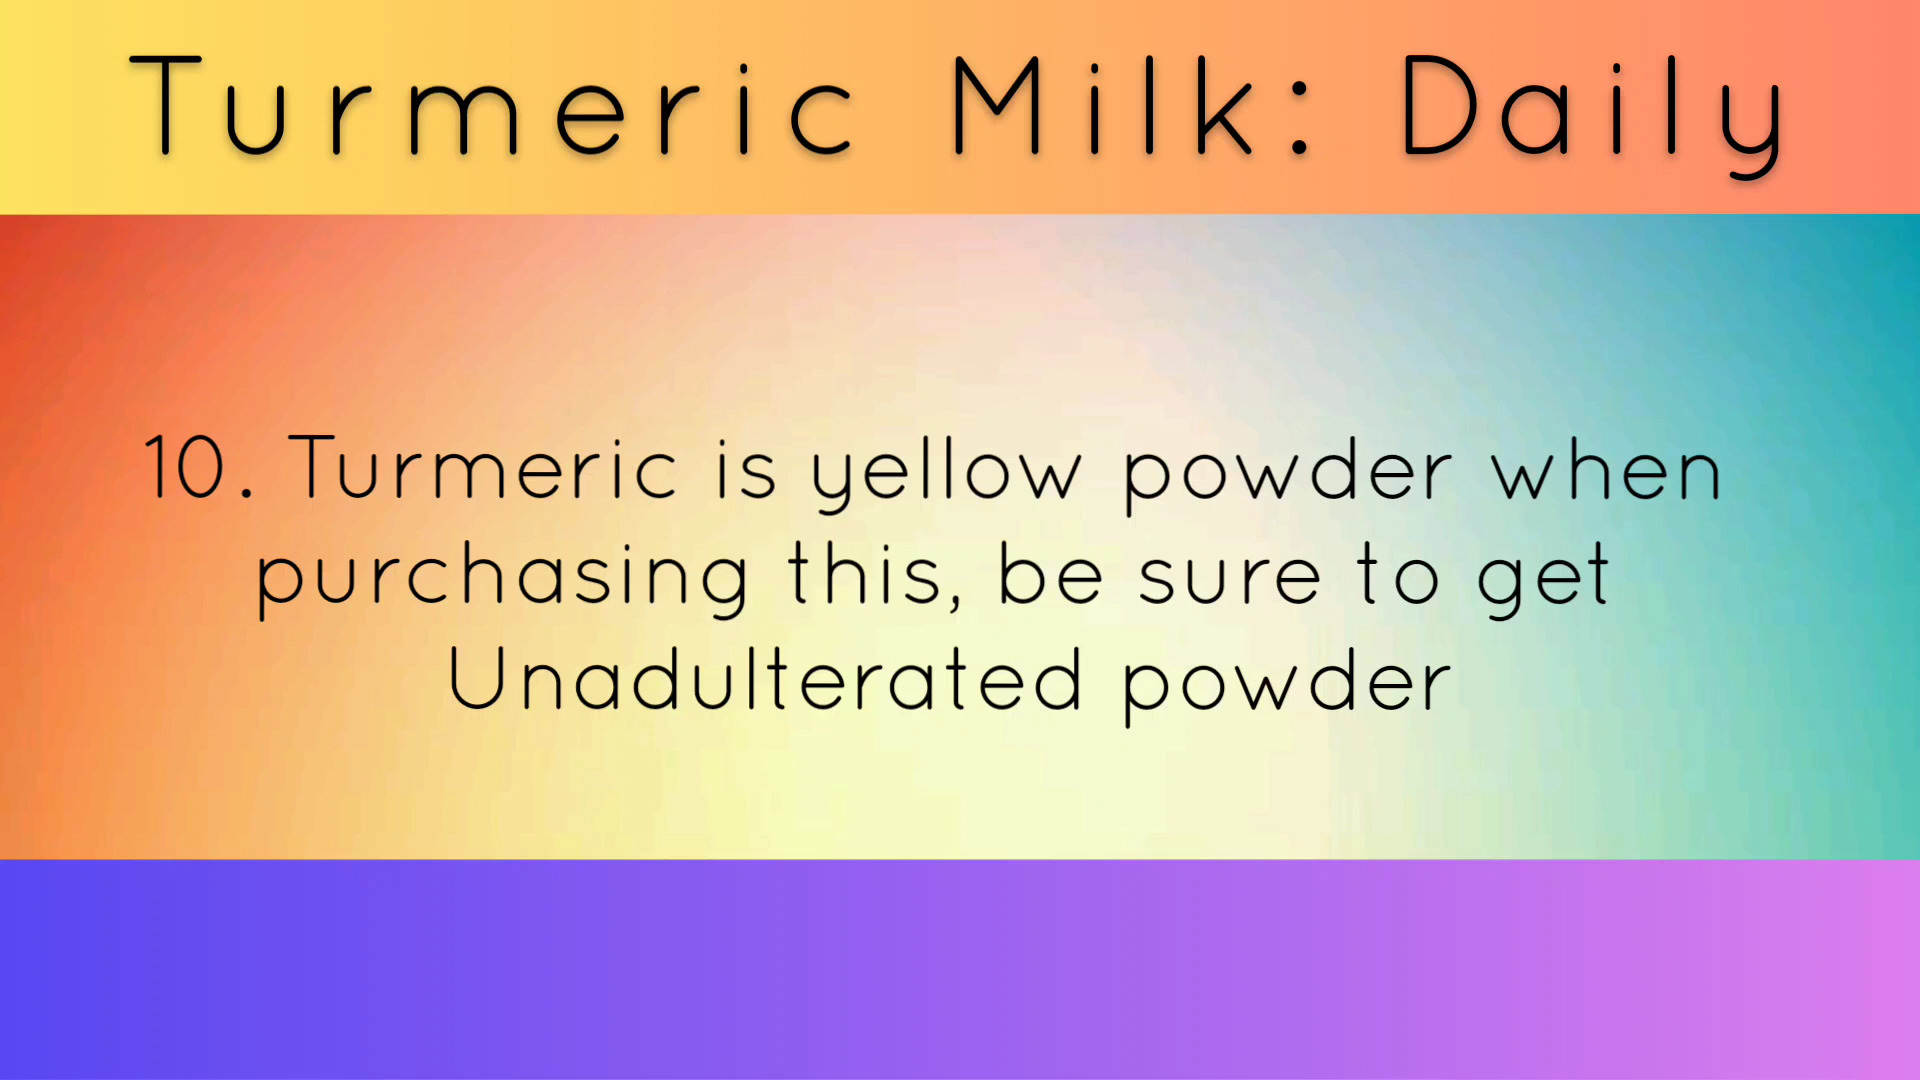 Turmeric Milk: Daily
10. Turmeric is yellow powder when
purchasing this, be sure to get
Unadulterated powder